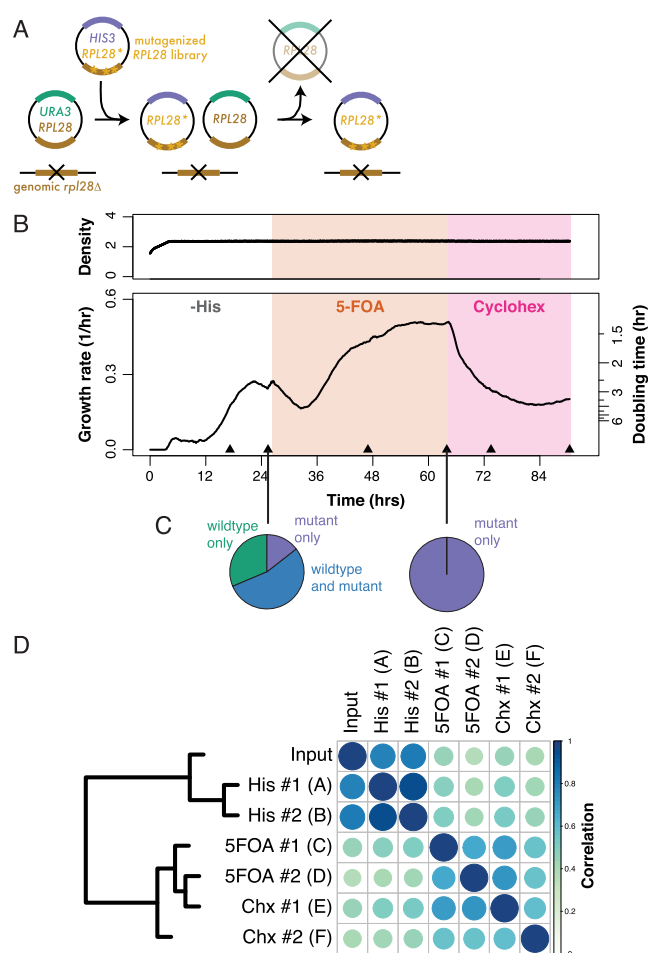 A
HIS3
RPL28*
mutagenized
RPL28 library
URA3
RPL28
RPL28*
RPL28
RPL28
RPL28*
genomic rpl28Δ
B
Density
4
2
0
-His
5-FOA
Cyclohex
Growth rate (1/hr)
0.6
0.3
0.0
Doubling time (hr)
1.5
2
3
6
0 12 24 36 48 60 72 84
Time (hrs)
C
wildtype
only
mutant
only
wildtype
and mutant
mutant
only
D
Input
His #1 (A)
His #2 (B)
5FOA #1 (C)
5FOA #2 (D)
Chx #1 (E)
Chx #2 (F)
Input
His #1 (A)
His #2 (B)
5FOA #1 (C)
5FOA #2 (D)
Chx #1 (E)
Chx #2 (F)
1
0.8
0.6
0.4
0.2
Correlation